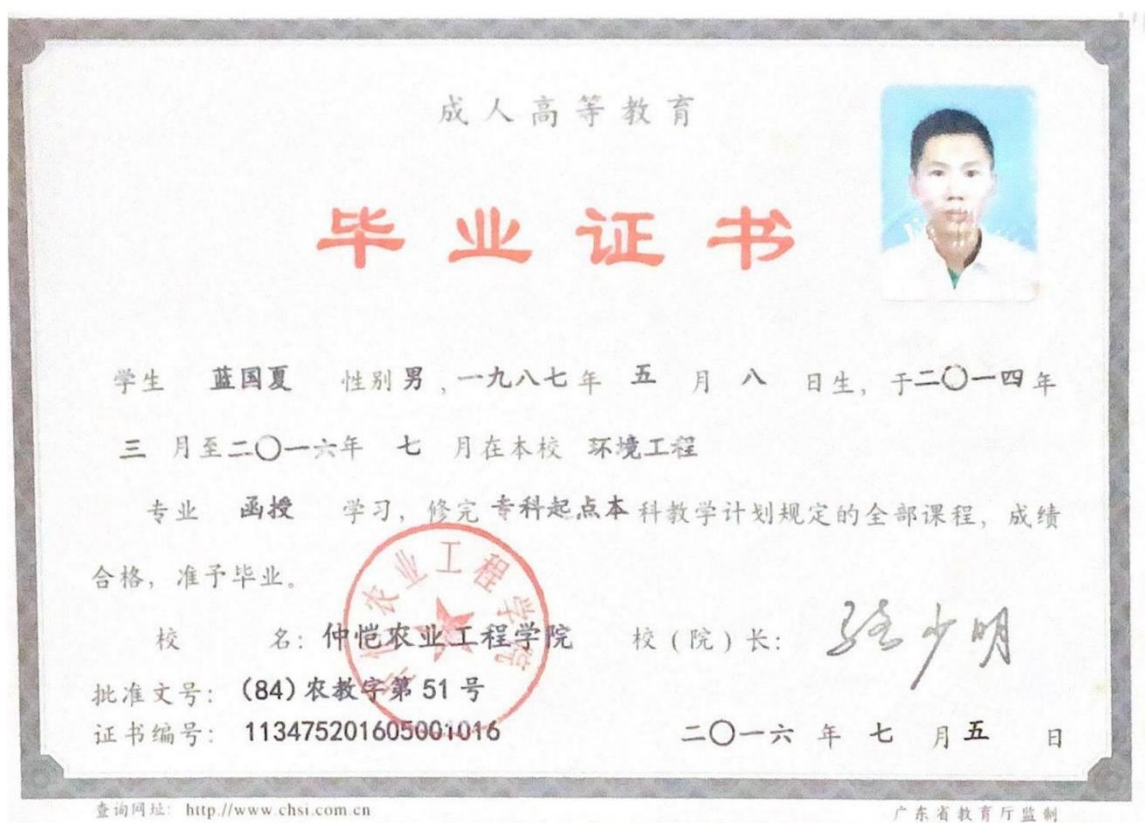 成人高等教育
毕业证书
学生 蓝国夏 性别 男 ，一九八七 年 五 月 八 日生，于二〇一四 年
三 月至二〇一六年 七 月在本校 环境工程
专业 函授 学习，修完 专科起点本 科教学计划规定的全部课程，成绩
合格，准予毕业。
校 名：仲恺农业工程学院 校（院）长：
批准文号：(84)农教字第 51 号
证书编号：113475201605001016 二〇一六 年 七 月 五 日
查询网址：http://www.chsi.com.cn 广东省教育厅监制